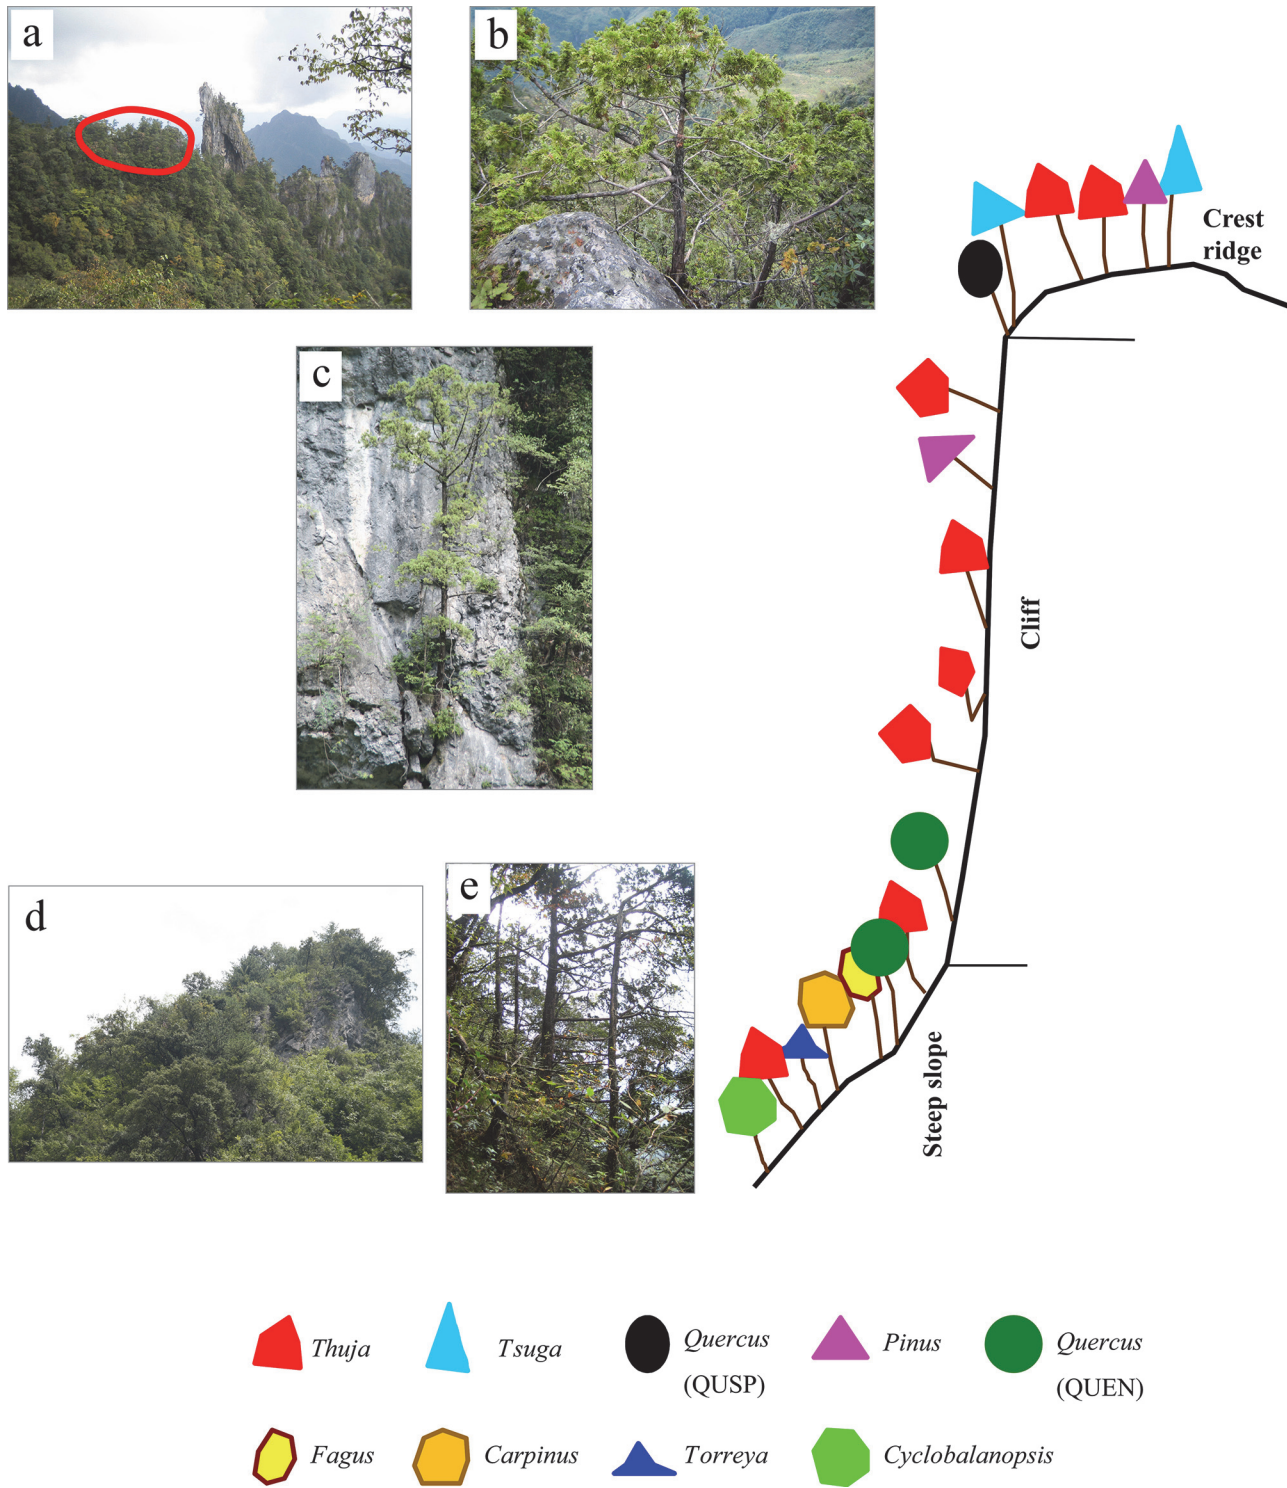 a
b
Crest
ridge
c
Cliff
d
e
Steep slope
Thuja
Tsuga
Quercus
(QUSP)
Pinus
Quercus
(QUEN)
Fagus
Carpinus
Torreya
Cyclobalanopsis